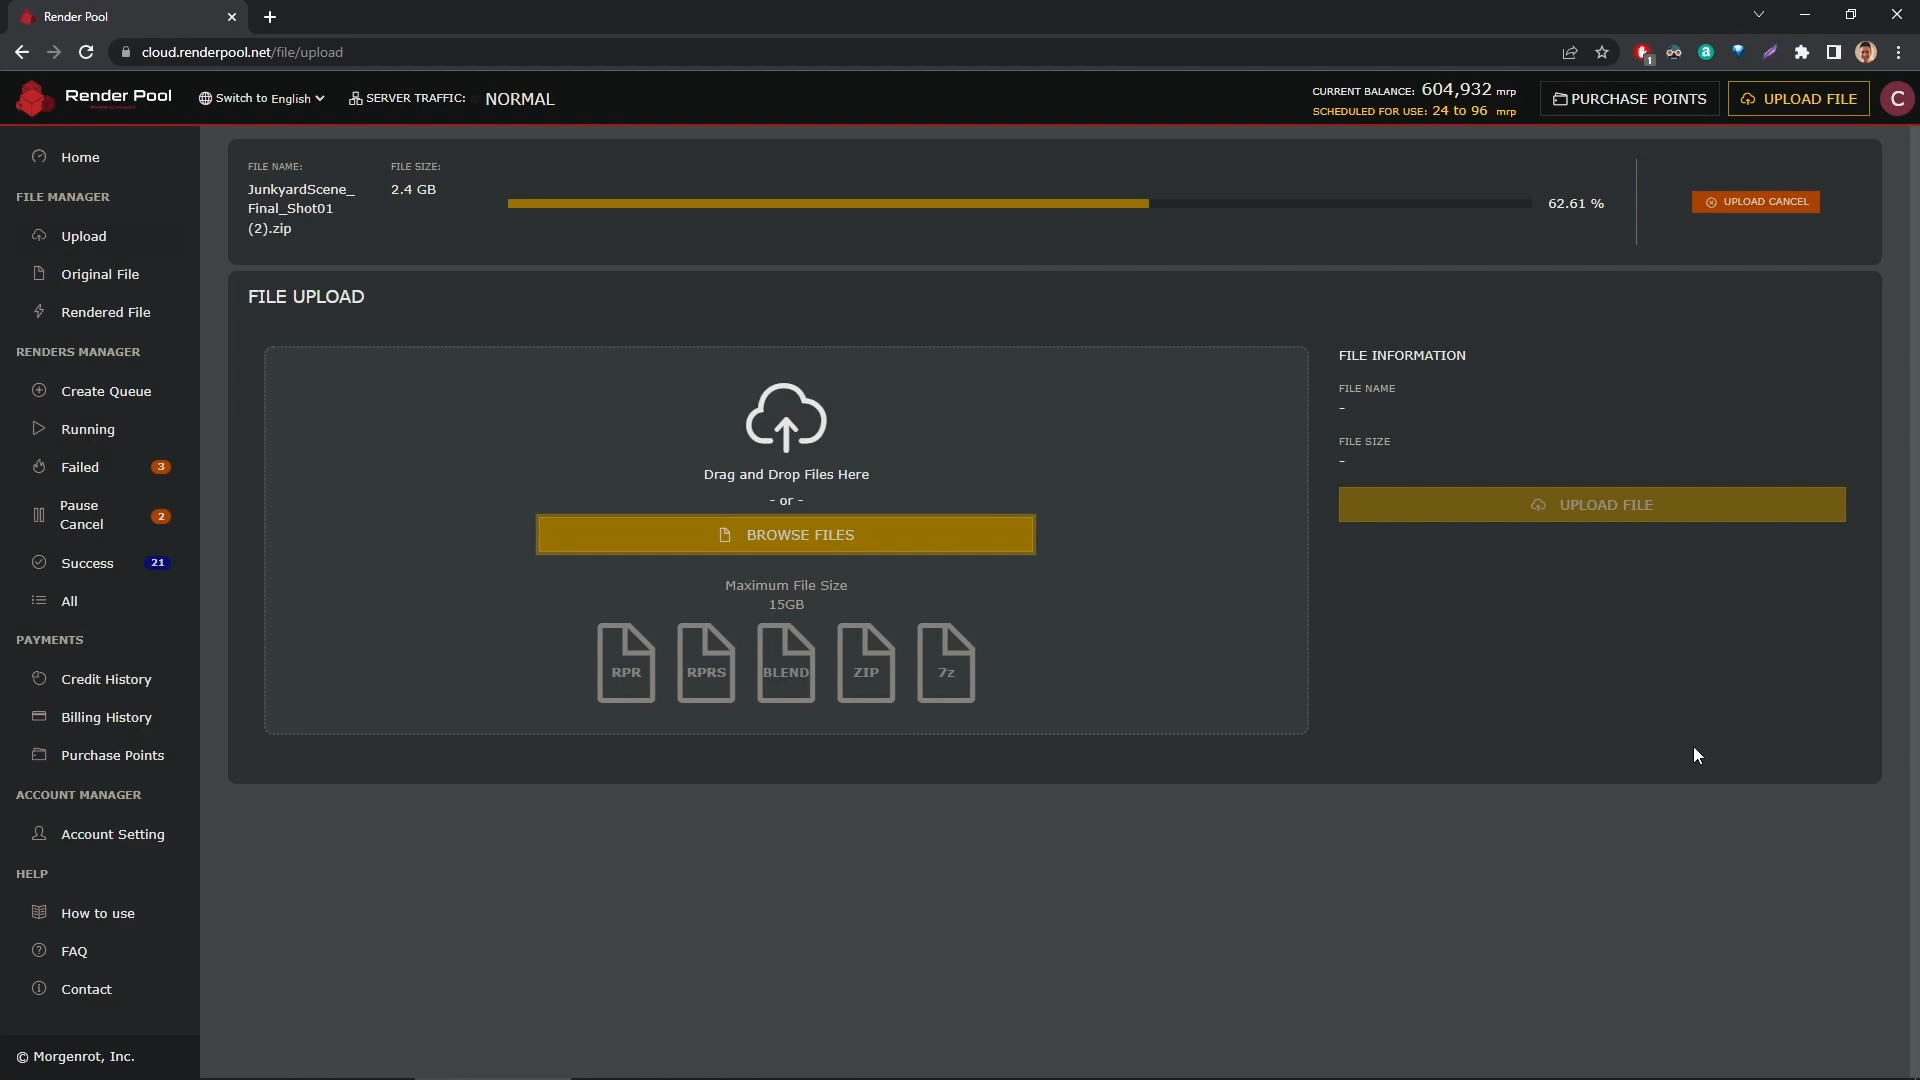 Render Pool
cloud.renderpool.net/file/upload
1
Render Pool
Switch to English
SERVER TRAFFIC: NORMAL
CURRENT BALANCE: 604,932 mrp
SCHEDULED FOR USE: 24 to 96 mrp
PURCHASE POINTS
UPLOAD FILE
C
Home
FILE MANAGER
Upload
Original File
Rendered File
RENDERS MANAGER
Create Queue
Running
Failed 3
Pause
Cancel
2
Success 21
All
PAYMENTS
Credit History
Billing History
Purchase Points
ACCOUNT MANAGER
Account Setting
HELP
How to use
FAQ
Contact
© Morgenrot, Inc.
FILE NAME:
JunkyardScene_
Final_Shot01
(2).zip
FILE SIZE:
2.4 GB
62.61 %
UPLOAD CANCEL
FILE UPLOAD
Drag and Drop Files Here
- or -
BROWSE FILES
Maximum File Size
15GB
RPR RPRS BLEND ZIP 7z
FILE INFORMATION
FILE NAME
-
FILE SIZE
-
UPLOAD FILE